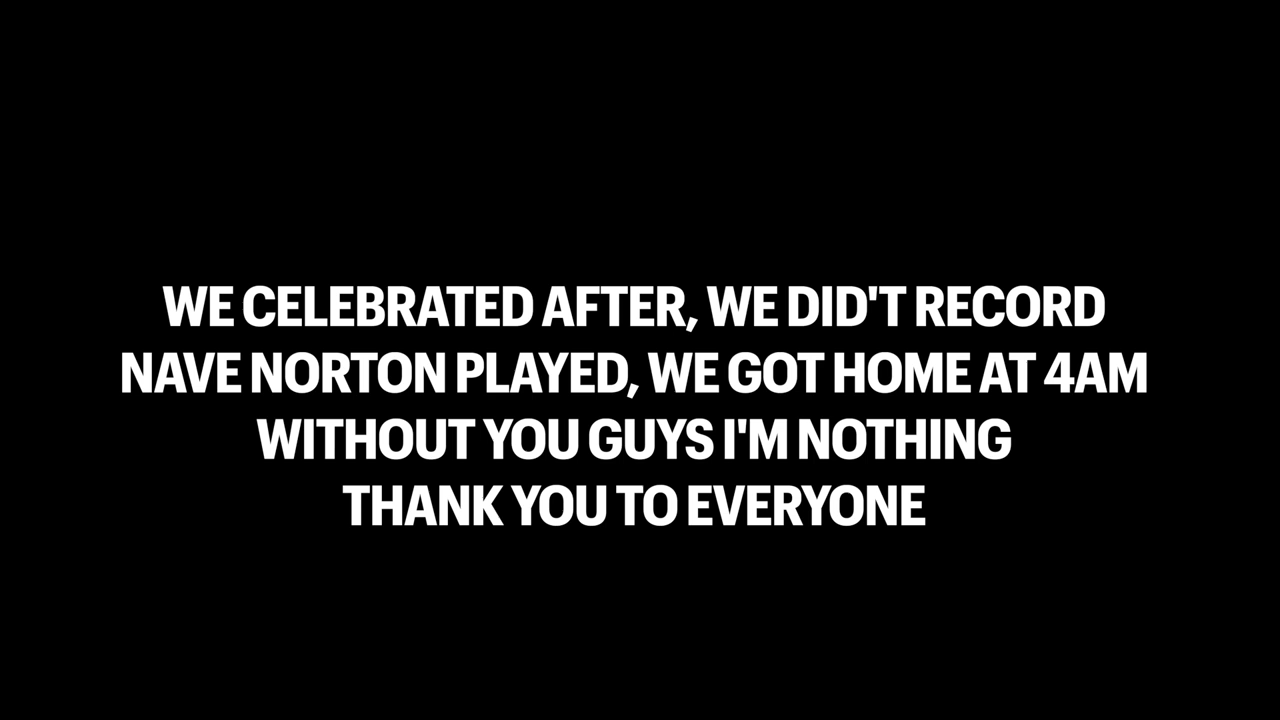 WE CELEBRATED AFTER, WE DID'T RECORD
NAVE NORTON PLAYED, WE GOT HOME AT 4AM
WITHOUT YOU GUYS I'M NOTHING
THANK YOU TO EVERYONE